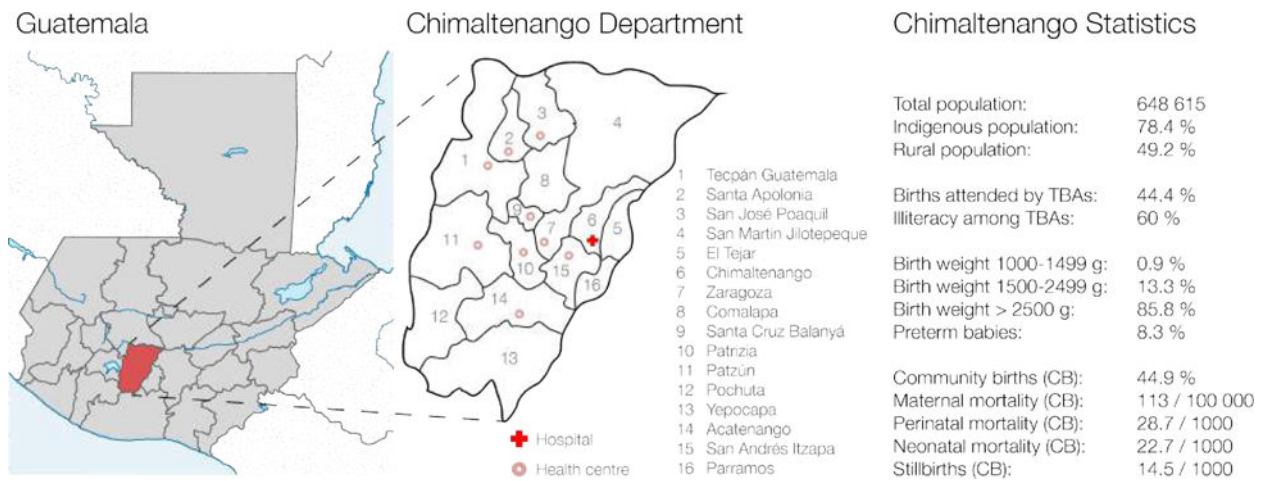 Guatemala
Chimaltenango Department
Chimaltenango Statistics
1
2
3
4
8
9
7
6
5
11
10
15
16
14
12
13
1 Tecpán Guatemala
2 Santa Apolonia
3 San José Poaquil
4 San Martin Jilotepeque
5 El Tejar
6 Chimaltenango
7 Zaragoza
8 Comalapa
9 Santa Cruz Balanyá
10 Patrizia
11 Patzún
12 Pochuta
13 Yepocapa
14 Acatenango
15 San Andrés Itzapa
16 Parramos
Hospital
Health centre
Total population: 648 615
Indigenous population: 78.4 %
Rural population: 49.2 %
Births attended by TBAs: 44.4 %
Illiteracy among TBAs: 60 %
Birth weight 1000-1499 g: 0.9 %
Birth weight 1500-2499 g: 13.3 %
Birth weight > 2500 g: 85.8 %
Preterm babies: 8.3 %
Community births (CB): 44.9 %
Maternal mortality (CB): 113 / 100 000
Perinatal mortality (CB): 28.7 / 1000
Neonatal mortality (CB): 22.7 / 1000
Stillbirths (CB): 14.5 / 1000